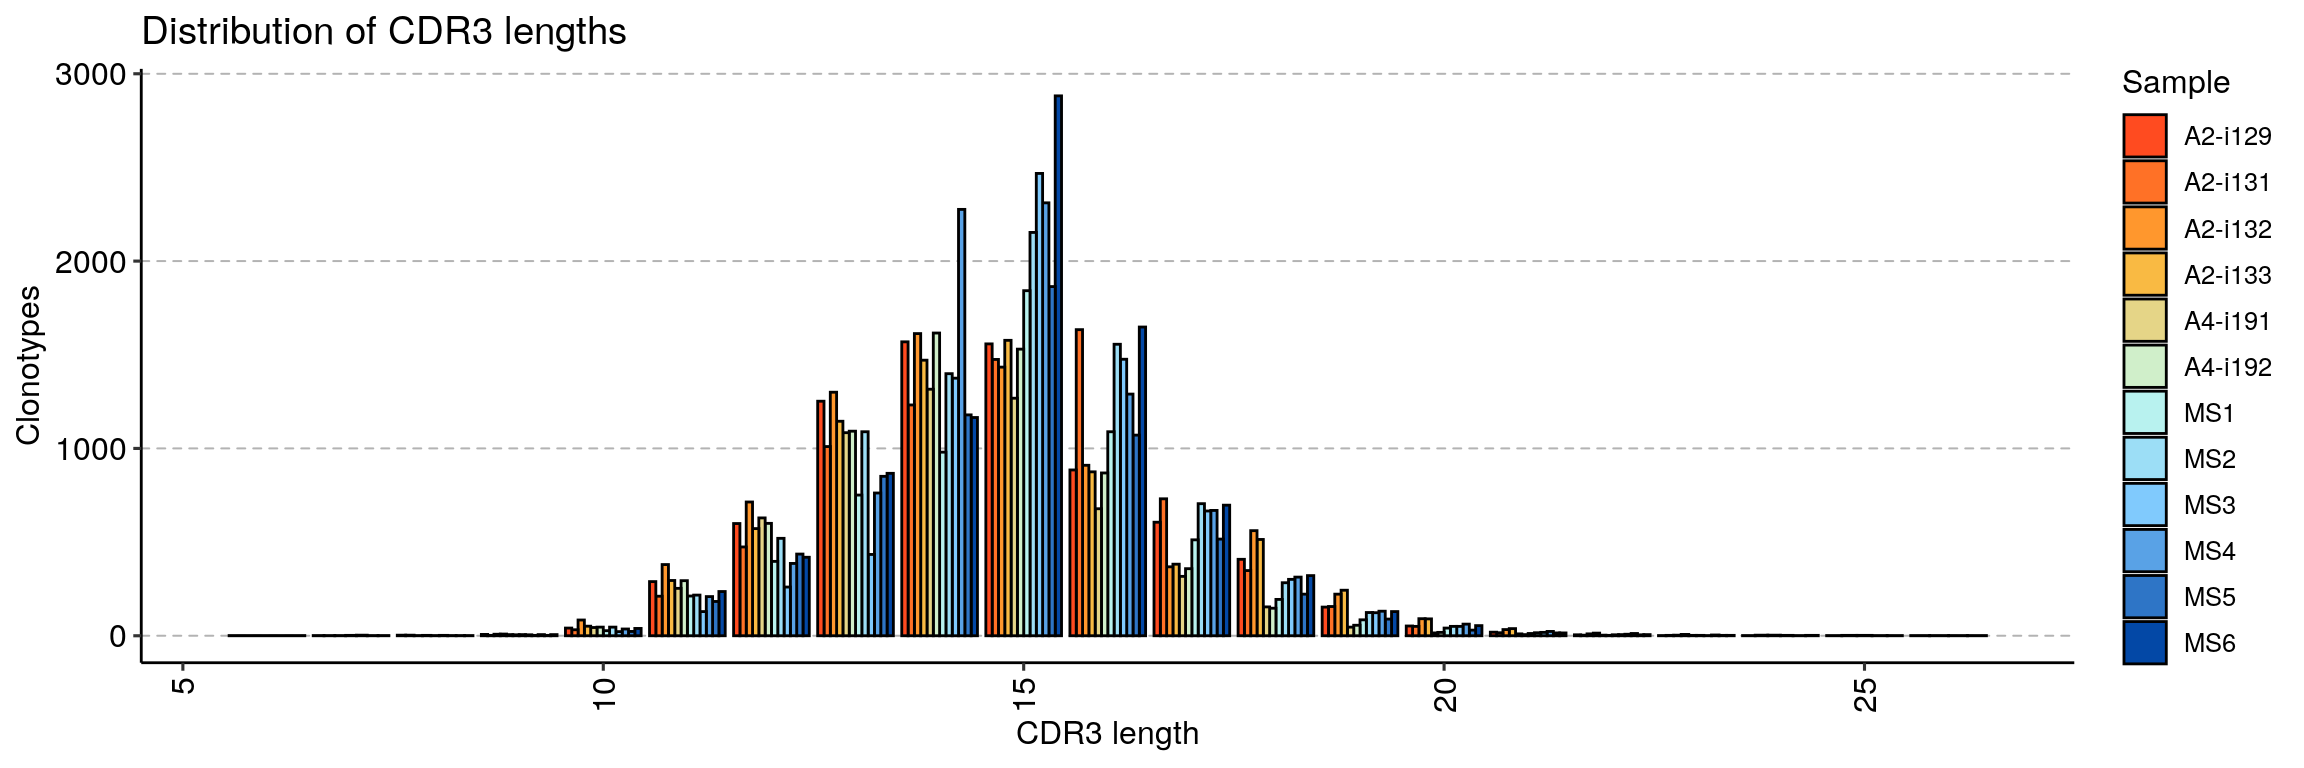 Distribution of CDR3 lengths
3000
2000
1000
0
Clonotypes
5
10
15
20
25
CDR3 length
Sample
A2-i129
A2-i131
A2-i132
A2-i133
A4-i191
A4-i192
MS1
MS2
MS3
MS4
MS5
MS6